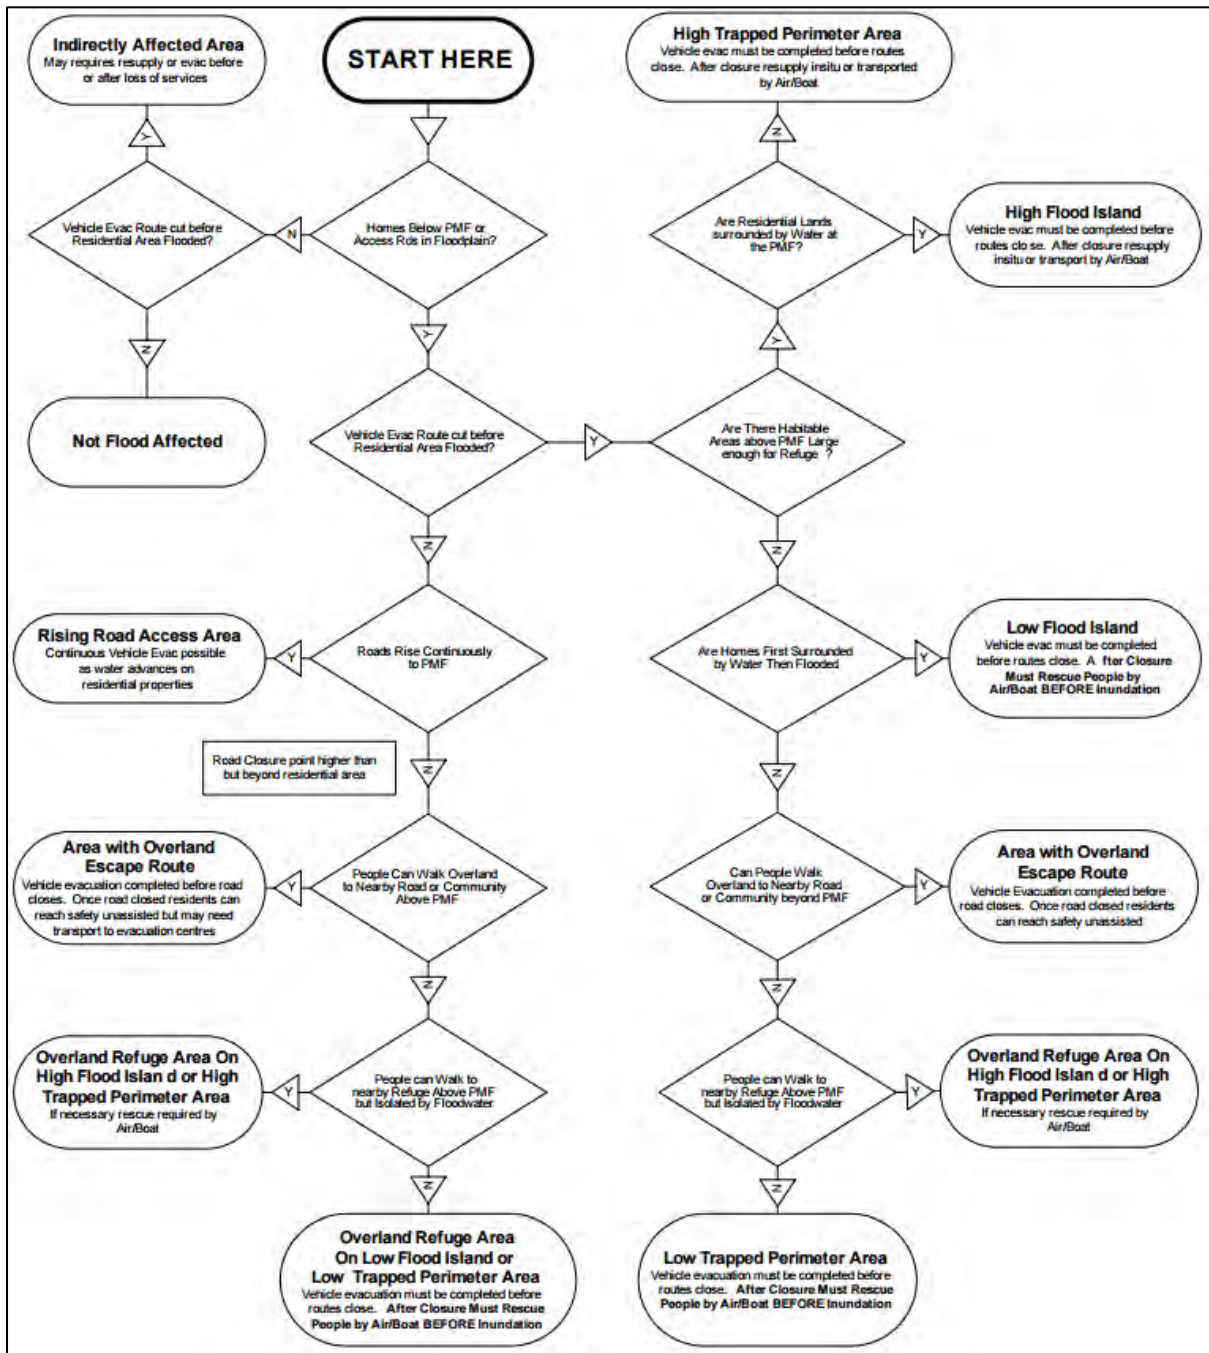 Indirectly Affected Area
May requires resupply or evac before
or after loss of services
START HERE
High Trapped Perimeter Area
Vehicle evac must be completed before routes
close. After closure resupply insitu or transported
by Air/Boat
Y
N
Vehicle Evac Route cut before
Residential Area Flooded?
N
Homes Below PMF or
Access Rds in Floodplain?
Are Residential Lands
surrounded by Water at
the PMF?
Y
High Flood Island
Vehicle evac must be completed before
routes clo se. After closure resupply
insitu or transport by Air/Boat
N
Y
Y
Not Flood Affected
Vehicle Evac Route cut before
Residential Area Flooded?
Y
Are There Habitable
Areas above PMF Large
enough for Refuge ?
N
N
Rising Road Access Area
Continuous Vehicle Evac possible
as water advances on
residential properties
Y
Roads Rise Continuously
to PMF
Are Homes First Surrounded
by Water Then Flooded
Y
Low Flood Island
Vehicle evac must be completed
before routes close. A fter Closure
Must Rescue People by
Air/Boat BEFORE Inundation
Road Closure point higher than
but beyond residential area
N
N
Area with Overland
Escape Route
Vehicle evacuation completed before road
closes. Once road closed residents can
reach safety unassisted but may need
transport to evacuation centres
Y
People Can Walk Overland
to Nearby Road or Community
Above PMF
Can People Walk
Overland to Nearby Road
or Community beyond PMF
Y
Area with Overland
Escape Route
Vehicle Evacuation completed before
road closes. Once road closed residents
can reach safety unassisted
N
N
Overland Refuge Area On
High Flood Islan d or High
Trapped Perimeter Area
If necessary rescue required by
Air/Boat
Y
People can Walk to
nearby Refuge Above PMF
but Isolated by Floodwater
People can Walk to
nearby Refuge Above PMF
but Isolated by Floodwater
Y
Overland Refuge Area On
High Flood Islan d or High
Trapped Perimeter Area
If necessary rescue required by
Air/Boat
N
N
Overland Refuge Area
On Low Flood Island or
Low Trapped Perimeter Area
Vehicle evacuation must be completed before
routes close. After Closure Must Rescue
People by Air/Boat BEFORE Inundation
Low Trapped Perimeter Area
Vehicle evacuation must be completed before
routes close. After Closure Must Rescue
People by Air/Boat BEFORE Inundation